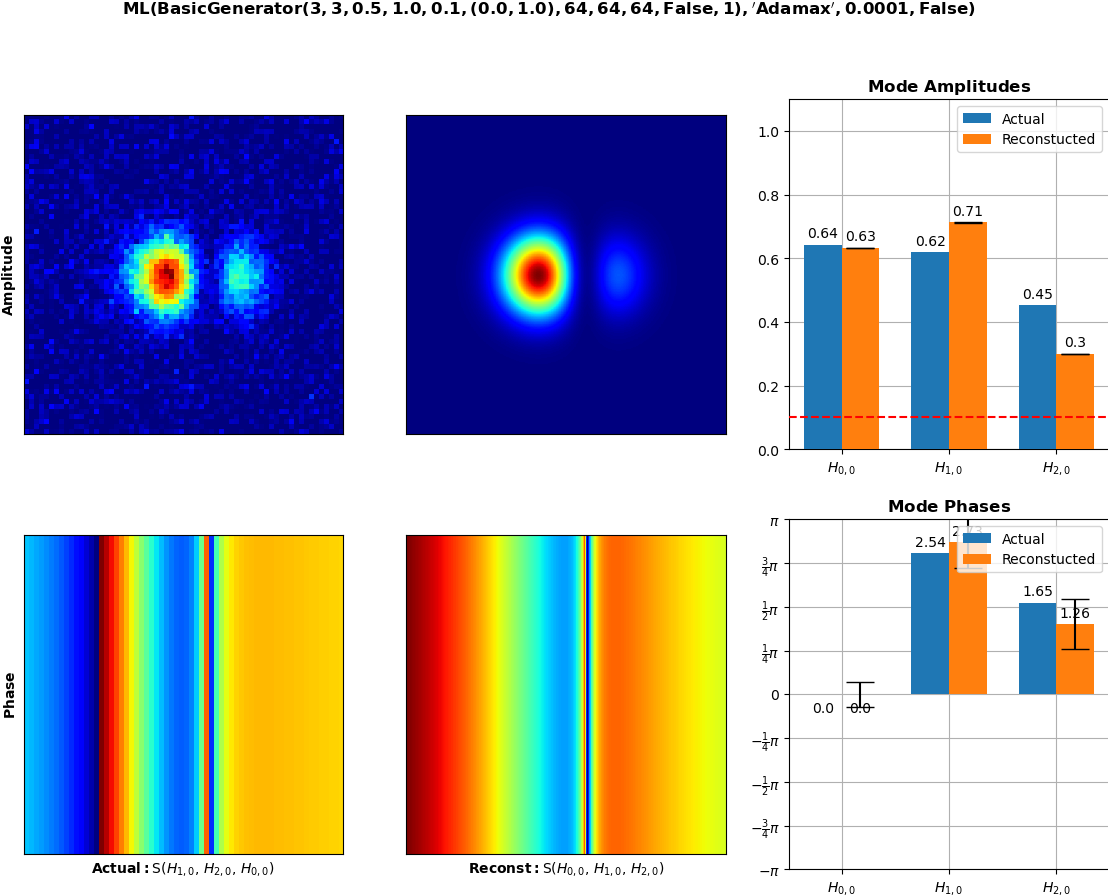 ML(BasicGenerator(3, 3, 0.5, 1.0, 0.1, (0.0, 1.0), 64, 64, 64, False, 1), ′Adamax′, 0.0001, False)
Amplitude
Mode Amplitudes
Actual
Reconstucted
1.0
0.8
0.6
0.4
0.2
0.0
0.64
0.63
0.62
0.71
0.45
0.3
H0,0
H1,0
H2,0
Phase
Actual: S(H1,0, H2,0, H0,0)
Reconst: S(H0,0, H1,0, H2,0)
Mode Phases
Actual
Reconstucted
π
3/4π
1/2π
1/4π
0
−1/4π
−1/2π
−3/4π
−π
0.0
0.0
2.54
2.73
1.65
1.26
H0,0
H1,0
H2,0